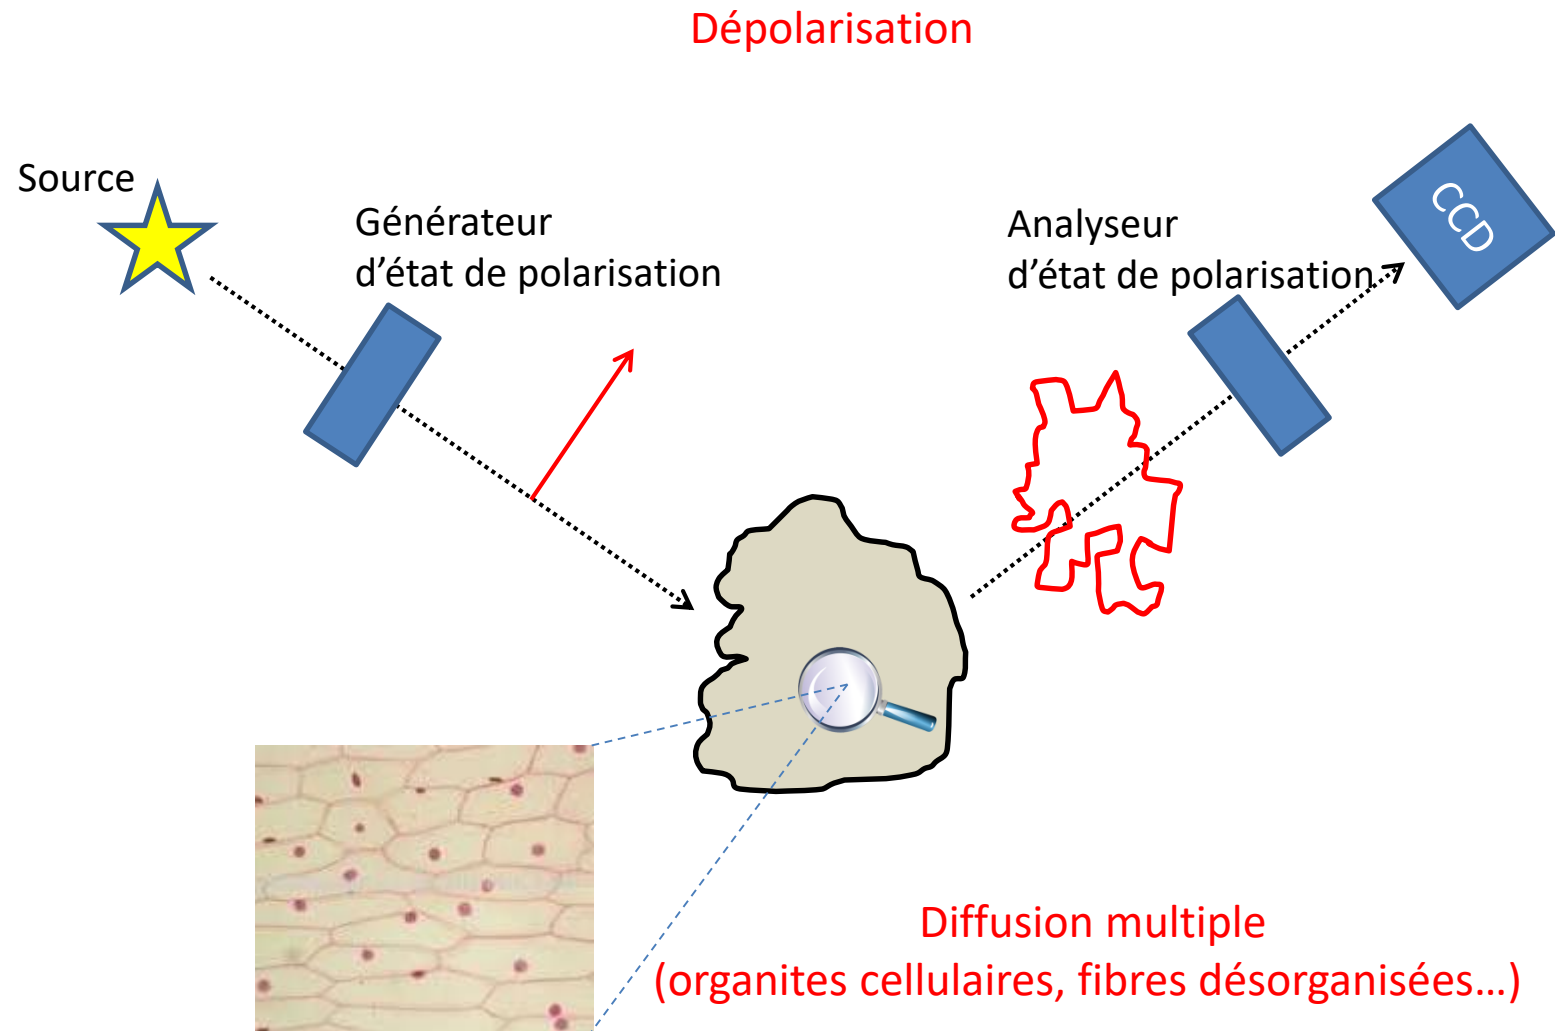 Dépolarisation
Source
Générateur
d’état de polarisation
Analyseur
d’état de polarisation
CCD
Diffusion multiple
(organites cellulaires, fibres désorganisées…)